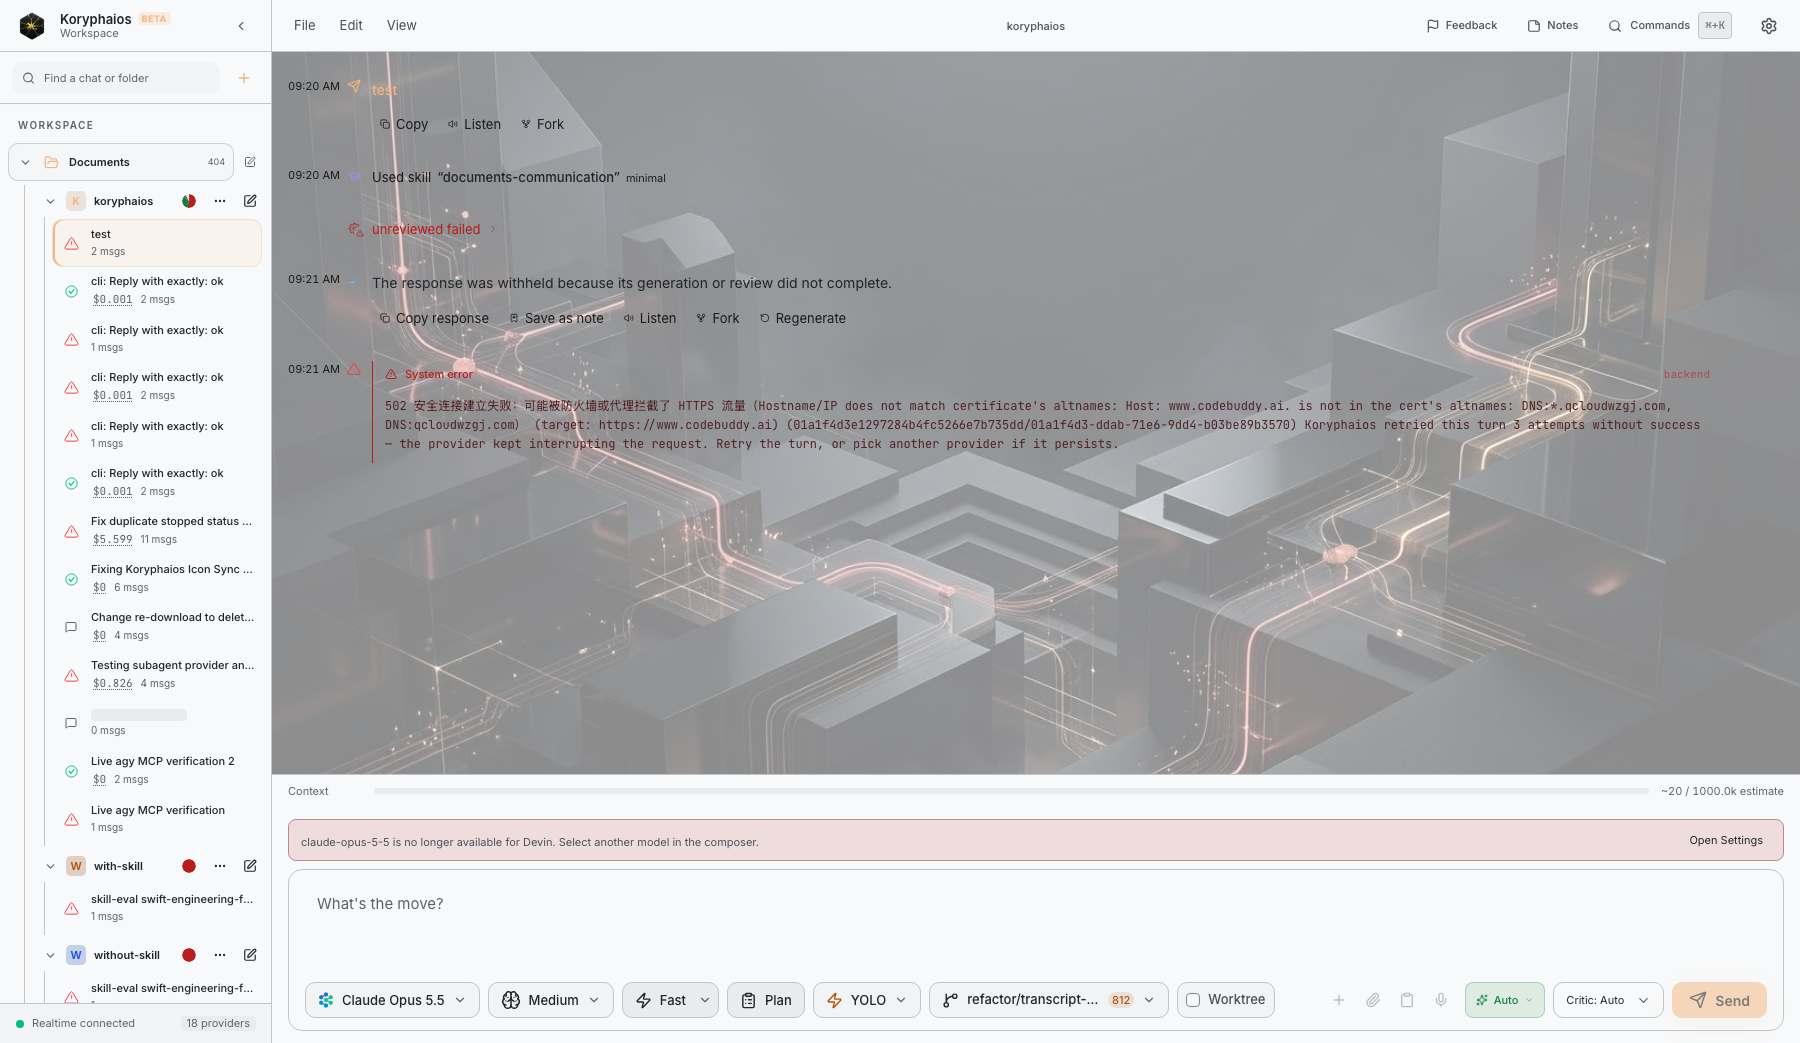 Koryphaios BETA
Workspace
File Edit View
koryphaios
Feedback Notes Commands ⌘+K
Find a chat or folder
WORKSPACE
Documents 404
koryphaios
test
2 msgs
cli: Reply with exactly: ok
$0.001 2 msgs
cli: Reply with exactly: ok
1 msgs
cli: Reply with exactly: ok
$0.001 2 msgs
cli: Reply with exactly: ok
1 msgs
cli: Reply with exactly: ok
$0.001 2 msgs
Fix duplicate stopped status ...
$5.599 11 msgs
Fixing Koryphaios Icon Sync ...
$0 6 msgs
Change re-download to delet...
$0 4 msgs
Testing subagent provider an...
$0.826 4 msgs
0 msgs
Live agy MCP verification 2
$0 2 msgs
Live agy MCP verification
1 msgs
W with-skill
skill-eval swift-engineering-f...
1 msgs
W without-skill
skill-eval swift-engineering-f...
Realtime connected 18 providers
09:20 AM test
Copy Listen Fork
09:20 AM Used skill “documents-communication” minimal
unreviewed failed
09:21 AM The response was withheld because its generation or review did not complete.
Copy response Save as note Listen Fork Regenerate
09:21 AM System error backend
502 安全连接建立失败: 可能被防火墙或代理拦截了 HTTPS 流量 (Hostname/IP does not match certificate's altnames: Host: www.codebuddy.ai. is not in the cert's altnames: DNS:*.qcloudwzgj.com,
DNS:qcloudwzgj.com) (target: https://www.codebuddy.ai) (01a1f4d3e1297284b4fc5266e7b735dd/01a1f4d3-ddab-71e6-9dd4-b03be89b3570) Koryphaios retried this turn 3 attempts without success
— the provider kept interrupting the request. Retry the turn, or pick another provider if it persists.
Context ~20 / 1000.0k estimate
claude-opus-5-5 is no longer available for Devin. Select another model in the composer. Open Settings
What's the move?
Claude Opus 5.5 Medium Fast Plan YOLO refactor/transcript-... 812 Worktree Auto Critic: Auto Send